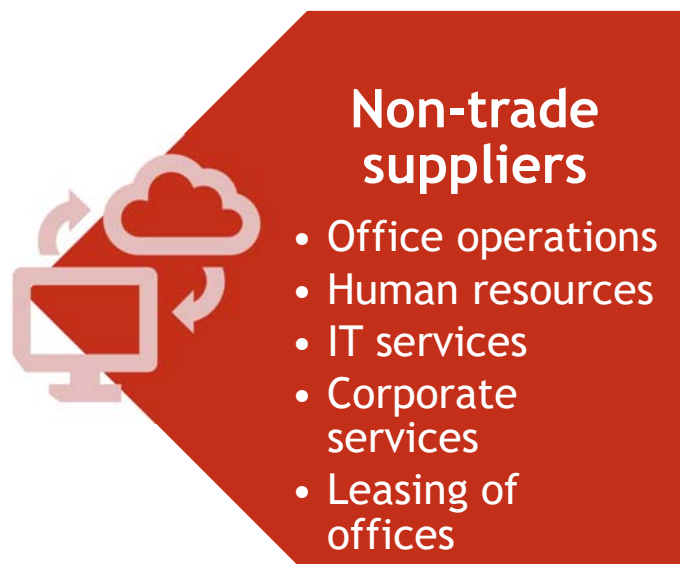 Non-trade
suppliers
• Office operations
• Human resources
• IT services
• Corporate
services
• Leasing of
offices